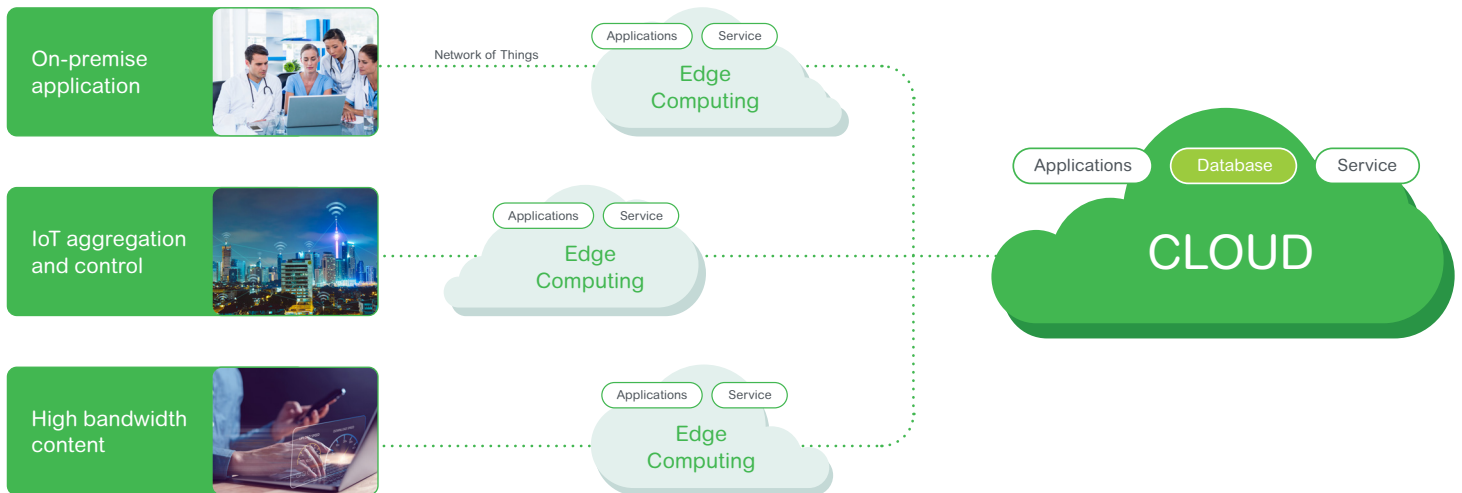 On-premise
application
Network of Things
Applications
Service
Edge
Computing
IoT aggregation
and control
Applications
Service
Edge
Computing
High bandwidth
content
Applications
Service
Edge
Computing
Applications
Database
Service
CLOUD